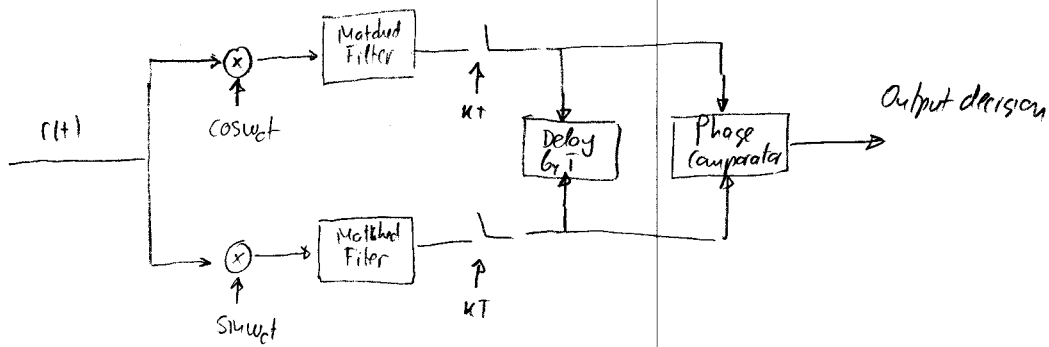 Matched
Filter
KT
cosωct
r(t)
Output decision
Delay
by T
Phase
comparator
Matched
Filter
KT
Sinωct